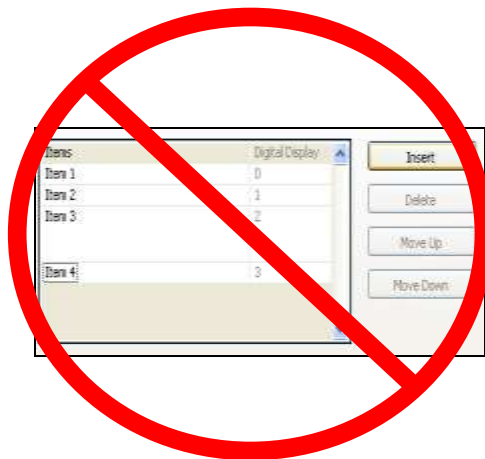 Items Digital Display
Item 1 0
Item 2 1
Item 3 2
Item 4 3
Insert
Delete
Move Up
Move Down